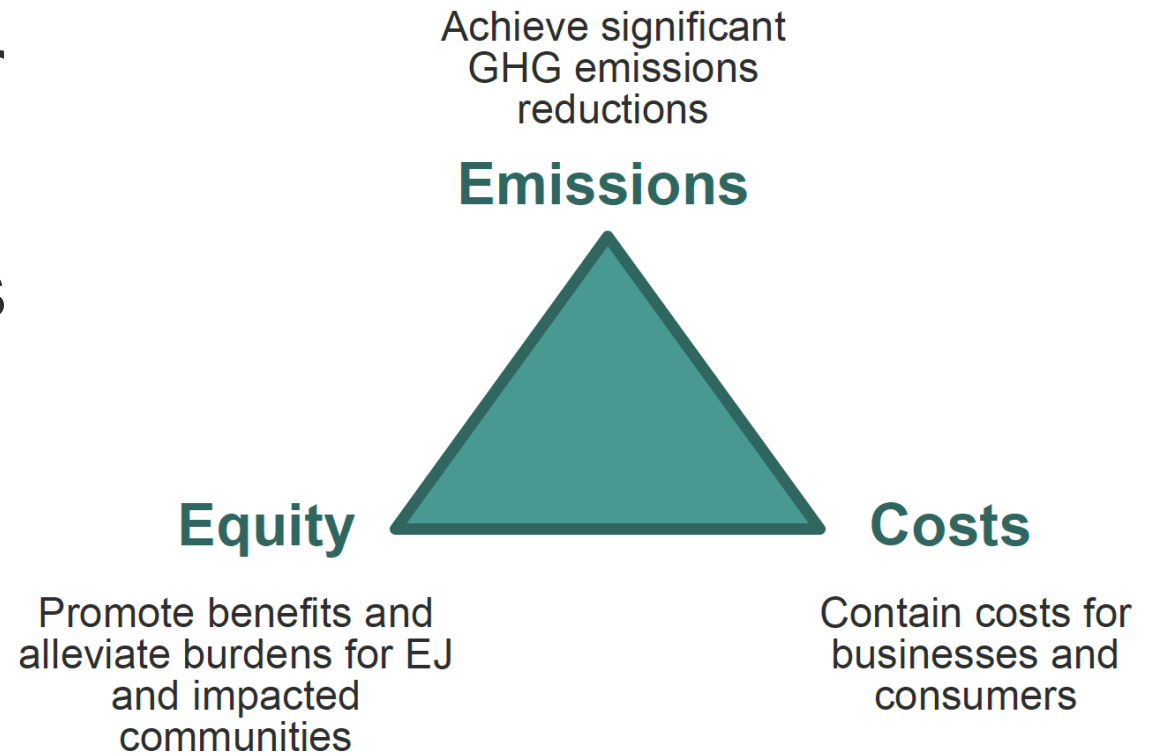 Achieve significant
GHG emissions
reductions
Emissions
Equity
Costs
Promote benefits and
alleviate burdens for EJ
and impacted
communities
Contain costs for
businesses and
consumers